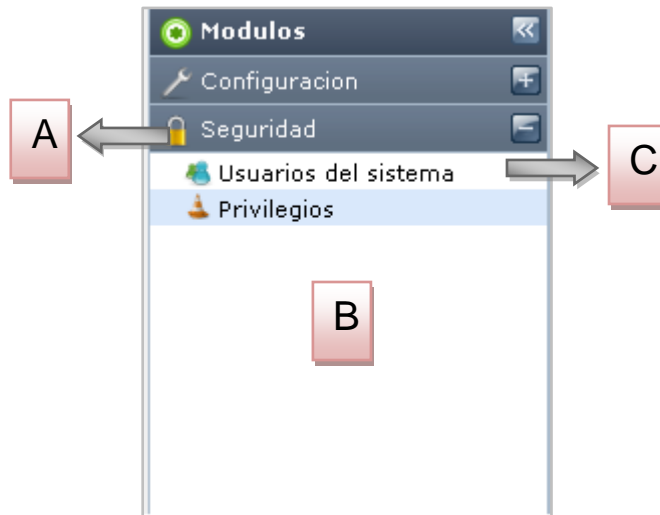 Modulos
Configuracion
A
Seguridad
C
Usuarios del sistema
Privilegios
B